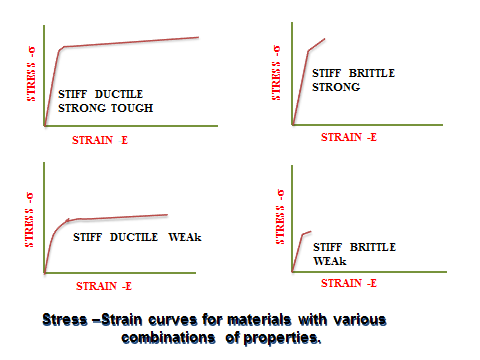 STRESS -σ
STIFF DUCTILE
STRONG TOUGH
STRAIN E
STRESS -σ
STIFF BRITTLE
STRONG
STRAIN -E
STRESS -σ
STIFF DUCTILE WEAk
STRAIN -E
STRESS -σ
STIFF BRITTLE
WEAk
STRAIN -E
Stress –Strain curves for materials with various
combinations of properties.